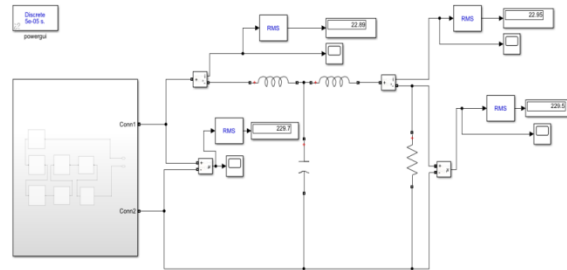 Discrete
5e-05 s.
powergui
RMS
22.89
RMS
22.95
Conn1
RMS
229.7
RMS
229.5
Conn2